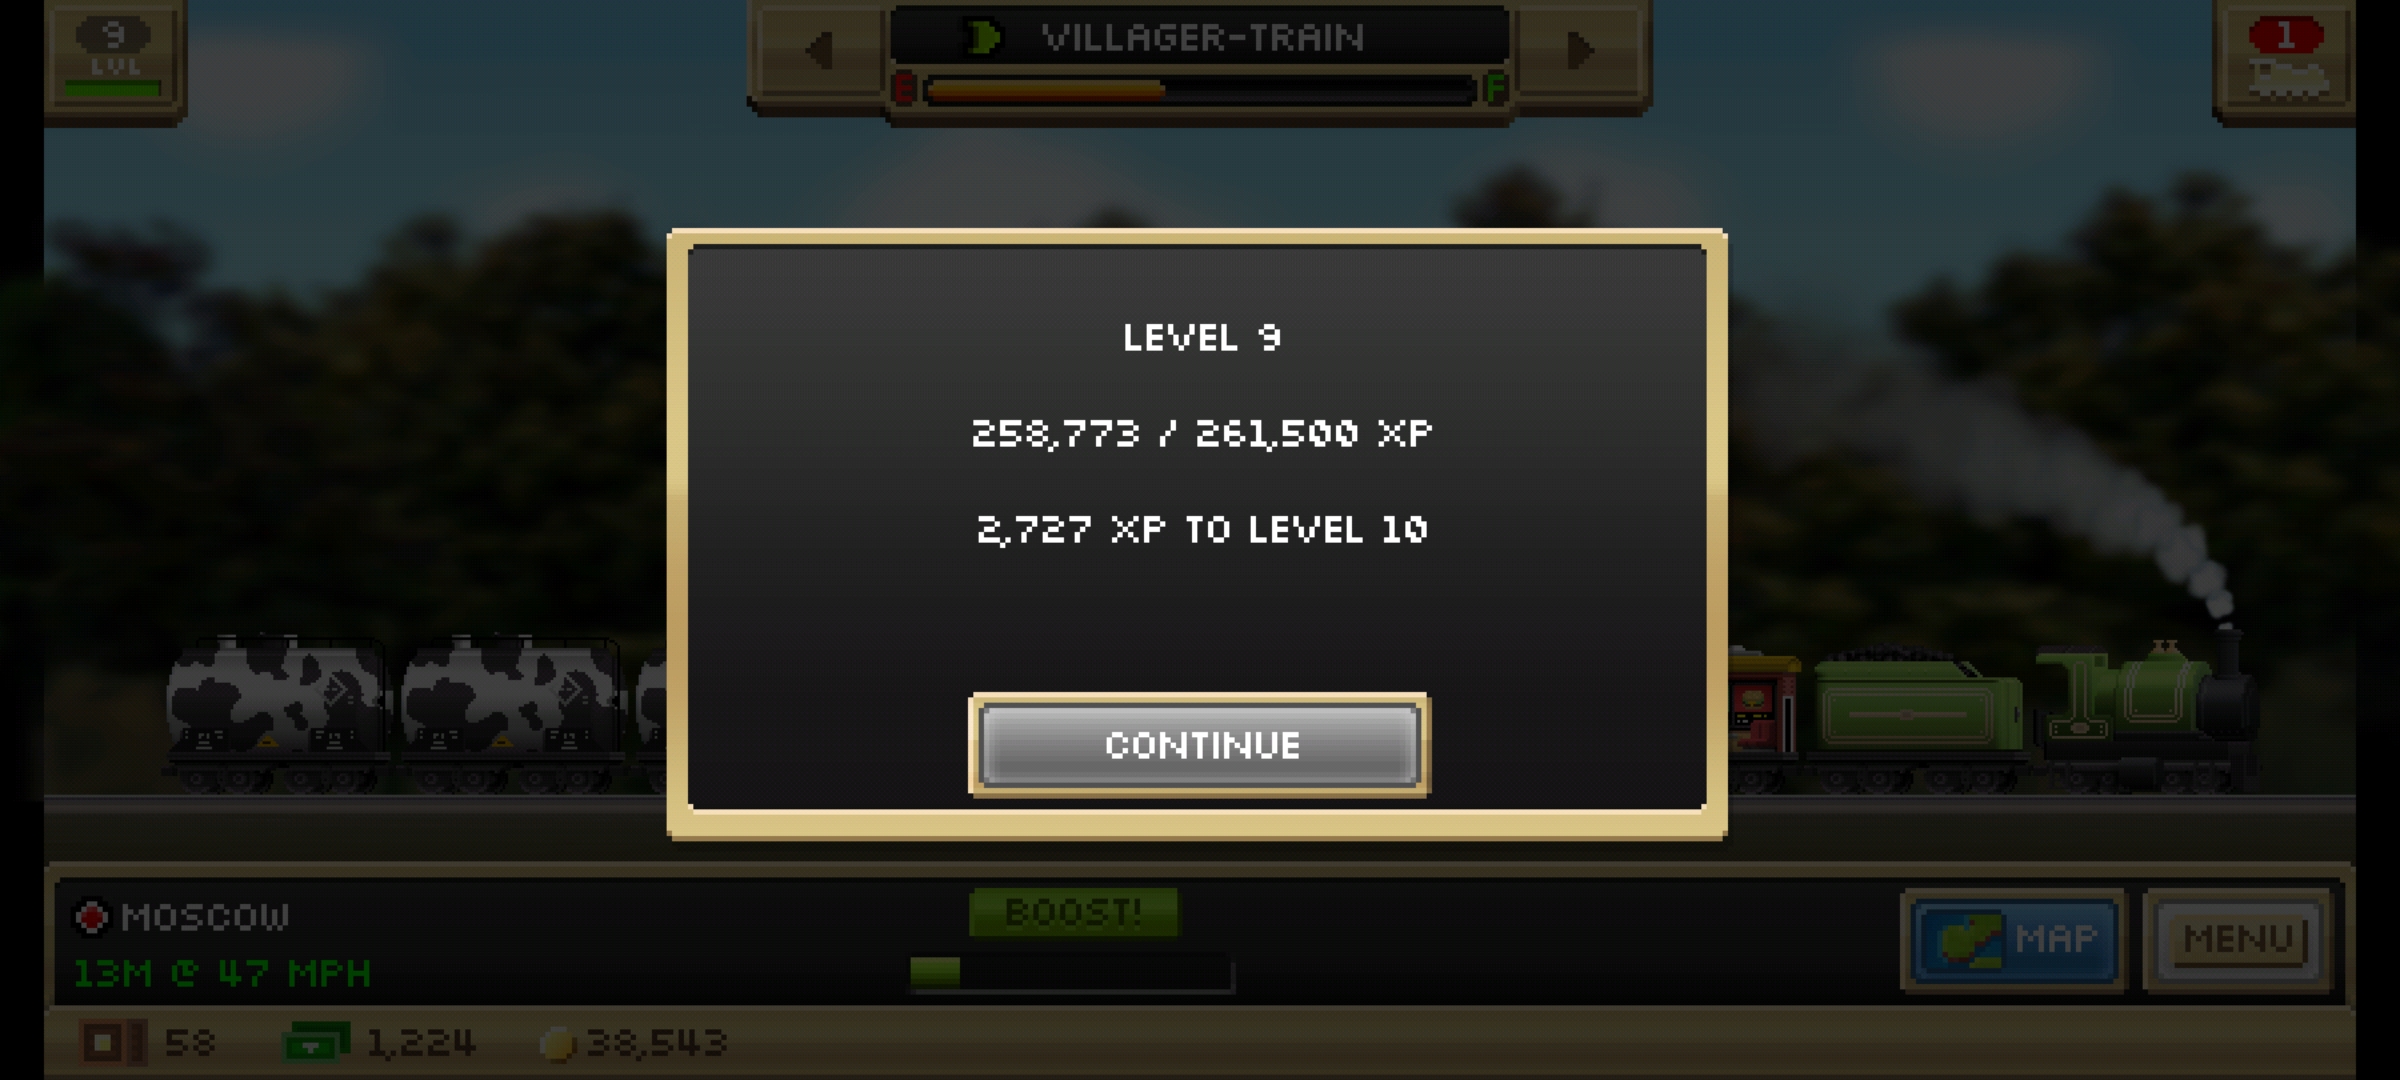 9
LVL
VILLAGER-TRAIN
E F
1
LEVEL 9
258,773 / 261,500 XP
2,727 XP TO LEVEL 10
CONTINUE
MOSCOW
13M @ 47 MPH
BOOST!
MAP
MENU
58 1,224 38,543